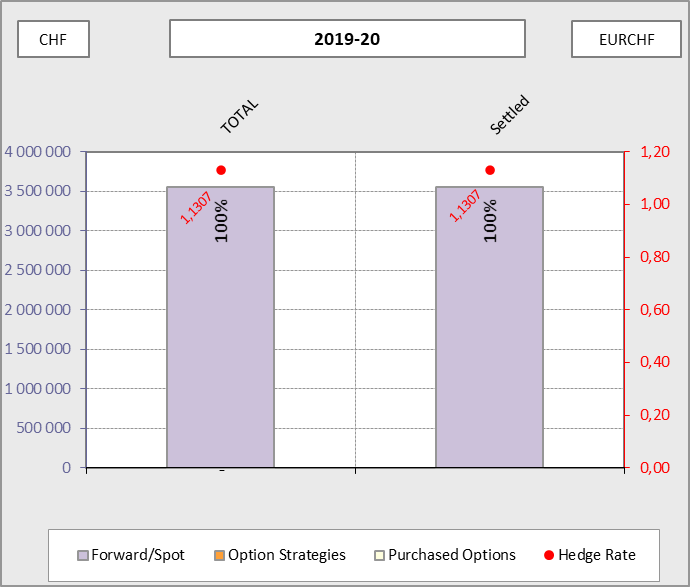 CHF 2019-20 EURCHF
TOTAL Settled
4 000 000 1,20
3 500 000 1,00
3 000 000 0,80
2 500 000 0,60
2 000 000 0,40
1 500 000 0,20
1 000 000 0,00
500 000
0
1,1307 100% 1,1307 100%
-
Forward/Spot Option Strategies Purchased Options Hedge Rate